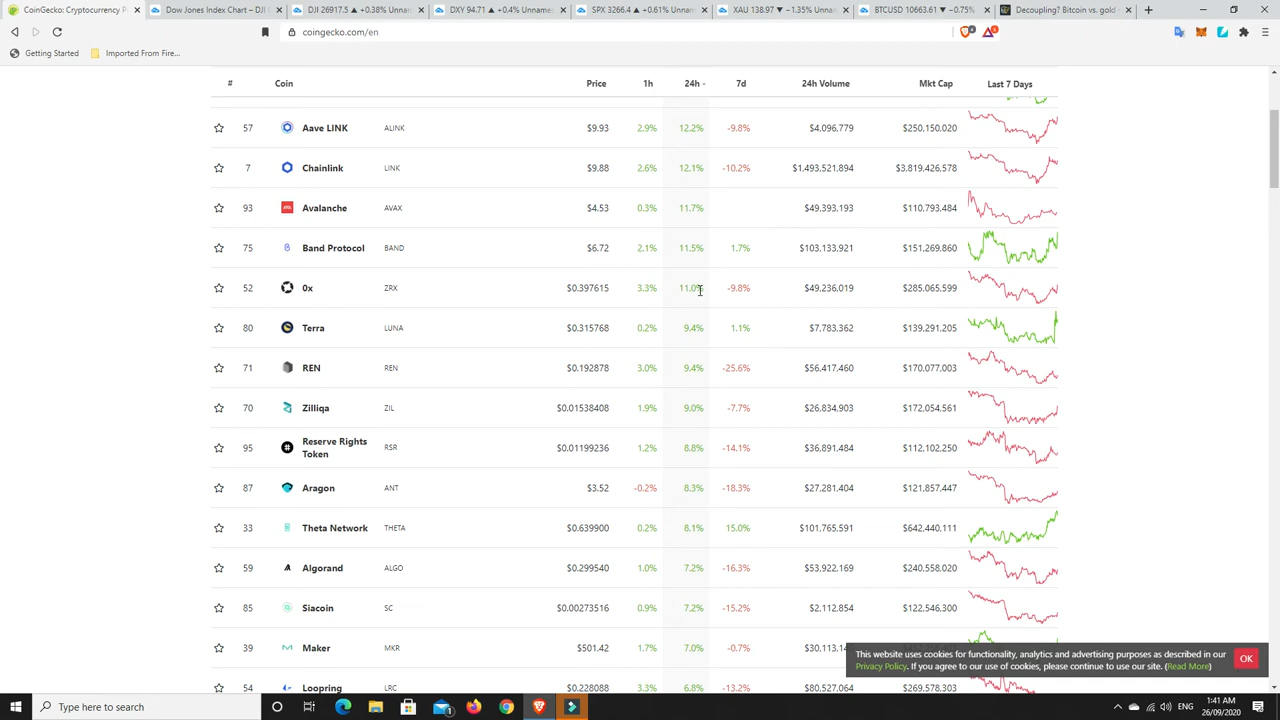 CoinGecko: Cryptocurrency P
Dow Jones Index Chart – DJI
DJI 26917.5 ▲ +0.38% Unnam
DXY 94.71 ▲ +0.4% Unname
SPX 3266.4 ▲ +0.61% Unnam
XAU 138.97 ▾ −1.35% Unnam
BTCUSD 10663.61 ▾ −0.75%
Decoupling? Bitcoin vs. gold
coingecko.com/en
Getting Started Imported From Fire...
# Coin Price 1h 24h 7d 24h Volume Mkt Cap Last 7 Days
57 Aave LINK ALINK $9.93 2.9% 12.2% -9.8% $4,096,779 $250,150,020
7 Chainlink LINK $9.88 2.6% 12.1% -10.2% $1,493,521,894 $3,819,426,578
93 Avalanche AVAX $4.53 0.3% 11.7% $49,393,193 $110,793,484
75 Band Protocol BAND $6.72 2.1% 11.5% 1.7% $103,133,921 $151,269,860
52 0x ZRX $0.397615 3.3% 11.0% -9.8% $49,236,019 $285,065,599
80 Terra LUNA $0.315768 0.2% 9.4% 1.1% $7,783,362 $139,291,205
71 REN REN $0.192878 3.0% 9.4% -25.6% $56,417,460 $170,077,003
70 Zilliqa ZIL $0.01538408 1.9% 9.0% -7.7% $26,834,903 $172,054,561
95 Reserve Rights Token RSR $0.01199236 1.2% 8.8% -14.1% $36,891,484 $112,102,250
87 Aragon ANT $3.52 -0.2% 8.3% -18.3% $27,281,404 $121,857,447
33 Theta Network THETA $0.639900 0.2% 8.1% 15.0% $101,765,591 $642,440,111
59 Algorand ALGO $0.299540 1.0% 7.2% -16.3% $53,922,169 $240,558,020
85 Siacoin SC $0.00273516 0.9% 7.2% -15.2% $2,112,854 $122,546,300
39 Maker MKR $501.42 1.7% 7.0% -0.7% $30,113,14
54 Loopring LRC $0.228088 3.3% 6.8% -13.2% $80,527,064 $269,578,303
This website uses cookies for functionality, analytics and advertising purposes as described in our
Privacy Policy. If you agree to our use of cookies, please continue to use our site. (Read More)
OK
Type here to search
ENG
1:41 AM
26/09/2020